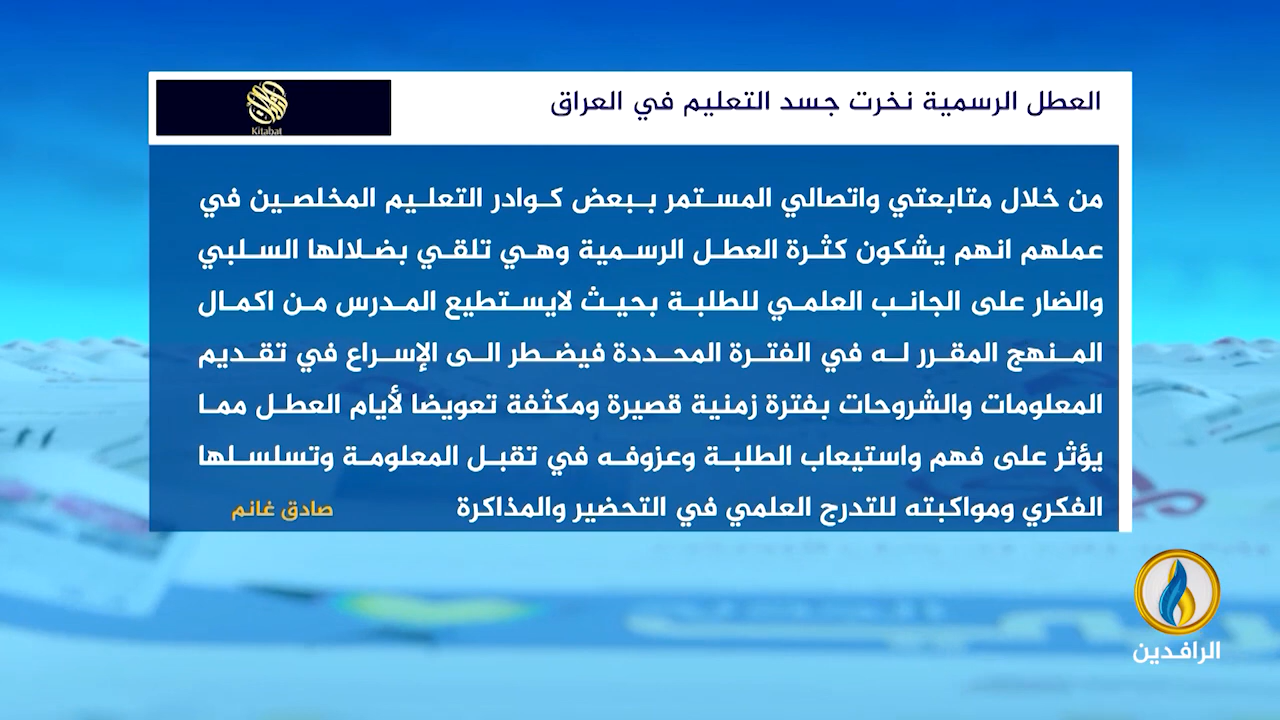 العطل الرسمية نخرت جسد التعليم في العراق
Kitabat
من خلال متابعتي واتصالي المستمر ببعض كوادر التعليم المخلصين في
عملهم انهم يشكون كثرة العطل الرسمية وهي تلقي بضلالها السلبي
والضار على الجانب العلمي للطلبة بحيث لايستطيع المدرس من اكمال
المنهج المقرر له في الفترة المحددة فيضطر الى الإسراع في تقديم
المعلومات والشروحات بفترة زمنية قصيرة ومكثفة تعويضا لأيام العطل مما
يؤثر على فهم واستيعاب الطلبة وعزوفه في تقبل المعلومة وتسلسلها
الفكري ومواكبته للتدرج العلمي في التحضير والمذاكرة
صادق غانم
الرافدين